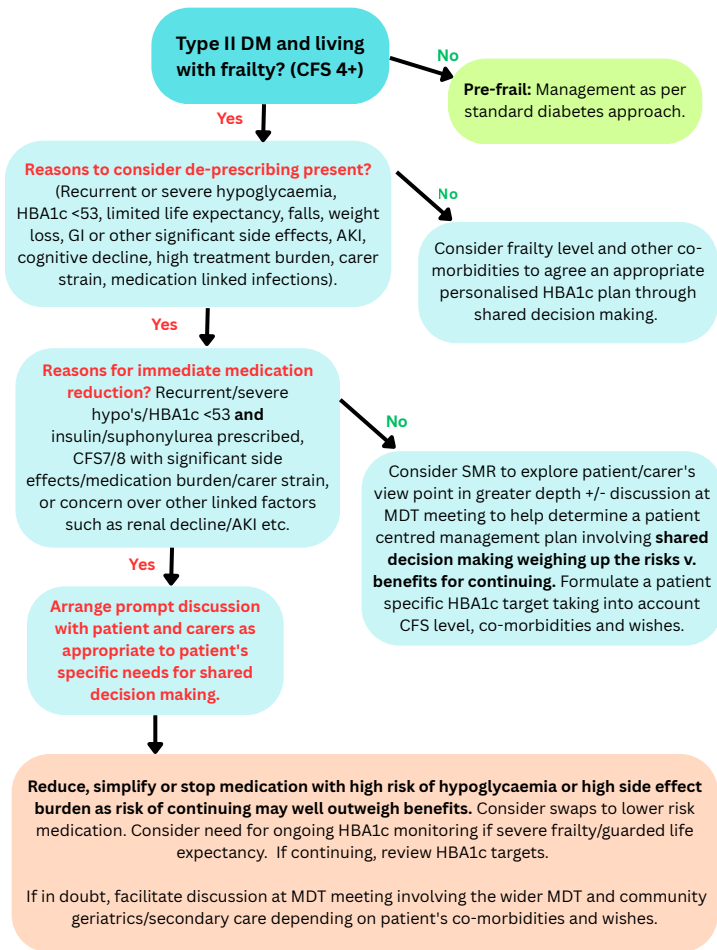 Type II DM and living
with frailty? (CFS 4+)
No
Pre-frail: Management as per
standard diabetes approach.
Yes
Reasons to consider de-prescribing present?
(Recurrent or severe hypoglycaemia,
HBA1c <53, limited life expectancy, falls, weight
loss, GI or other significant side effects, AKI,
cognitive decline, high treatment burden, carer
strain, medication linked infections).
No
Consider frailty level and other co-
morbidities to agree an appropriate
personalised HBA1c plan through
shared decision making.
Yes
Reasons for immediate medication
reduction? Recurrent/severe
hypo's/HBA1c <53 and
insulin/suphonylurea prescribed,
CFS7/8 with significant side
effects/medication burden/carer strain,
or concern over other linked factors
such as renal decline/AKI etc.
No
Consider SMR to explore patient/carer's
view point in greater depth +/- discussion at
MDT meeting to help determine a patient
centred management plan involving shared
decision making weighing up the risks v.
benefits for continuing. Formulate a patient
specific HBA1c target taking into account
CFS level, co-morbidities and wishes.
Yes
Arrange prompt discussion
with patient and carers as
appropriate to patient's
specific needs for shared
decision making.
Reduce, simplify or stop medication with high risk of hypoglycaemia or high side effect
burden as risk of continuing may well outweigh benefits. Consider swaps to lower risk
medication. Consider need for ongoing HBA1c monitoring if severe frailty/guarded life
expectancy. If continuing, review HBA1c targets.
If in doubt, facilitate discussion at MDT meeting involving the wider MDT and community
geriatrics/secondary care depending on patient's co-morbidities and wishes.